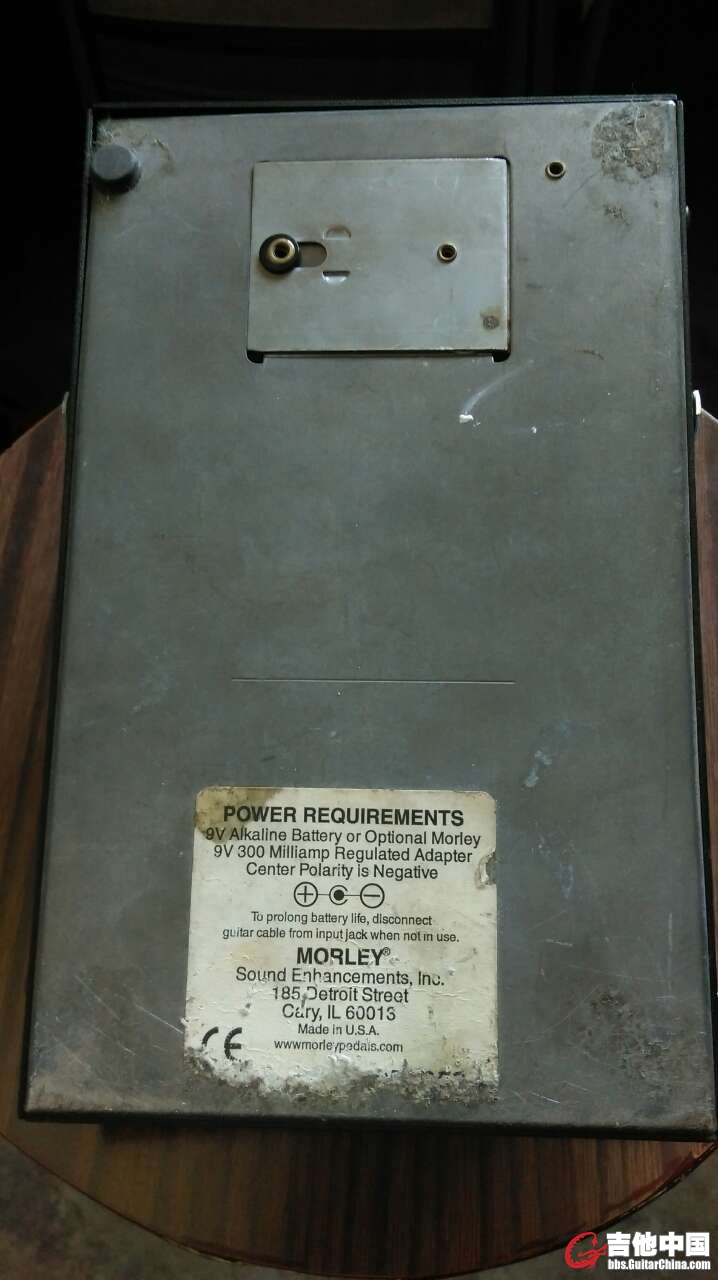 POWER REQUIREMENTS
9V Alkaline Battery or Optional Morley
9V 300 Milliamp Regulated Adapter
Center Polarity is Negative
To prolong battery life, disconnect
guitar cable from input jack when not in use.
MORLEY®
Sound Enhancements, Inc.
185 Detroit Street
Cary, IL 60013
Made in U.S.A.
CE www.morleypedals.com
吉他中国
bbs.GuitarChina.com